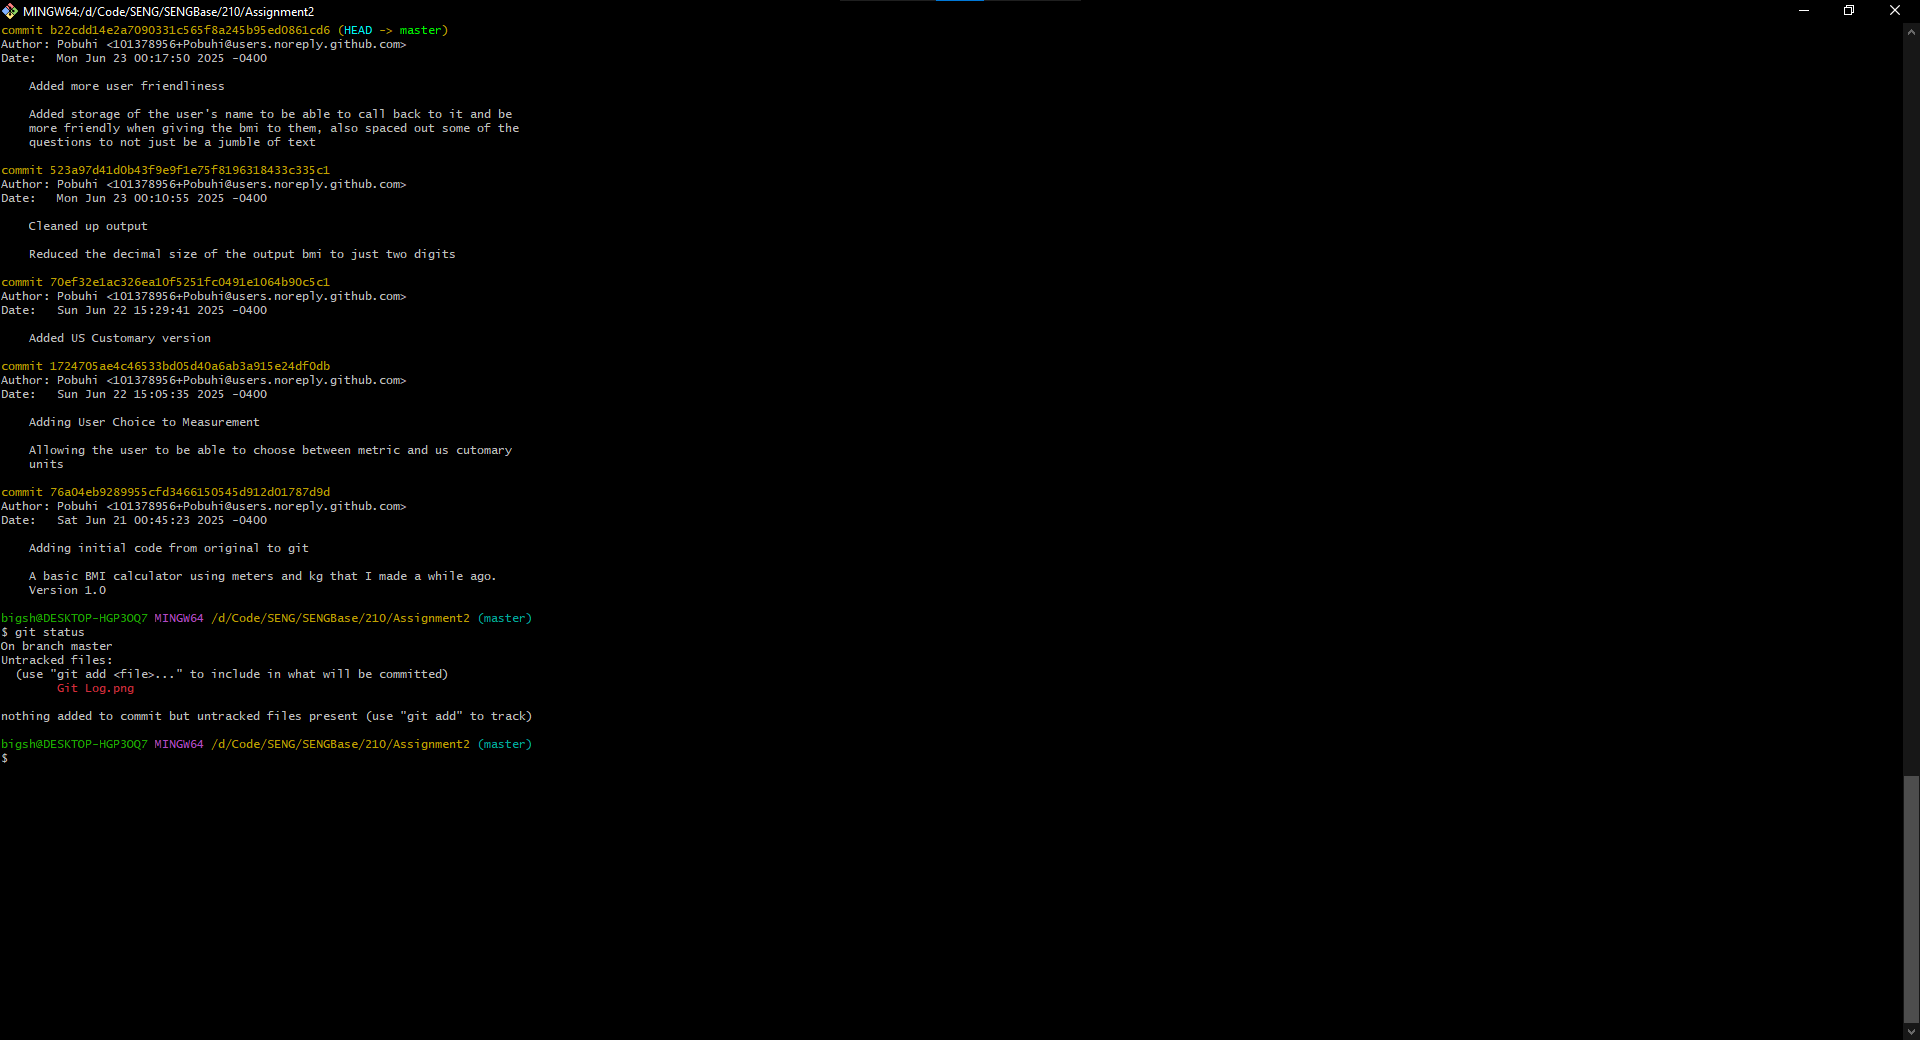 MINGW64:/d/Code/SENG/SENGBase/210/Assignment2
commit b22cdd14e2a7090331c565f8a245b95ed0861cd6 (HEAD -> master)
Author: Pobuhi <101378956+Pobuhi@users.noreply.github.com>
Date:   Mon Jun 23 00:17:50 2025 -0400

    Added more user friendliness

    Added storage of the user's name to be able to call back to it and be
    more friendly when giving the bmi to them, also spaced out some of the
    questions to not just be a jumble of text

commit 523a97d41d0b43f9e9f1e75f8196318433c335c1
Author: Pobuhi <101378956+Pobuhi@users.noreply.github.com>
Date:   Mon Jun 23 00:10:55 2025 -0400

    Cleaned up output

    Reduced the decimal size of the output bmi to just two digits

commit 70ef32e1ac326ea10f5251fc0491e1064b90c5c1
Author: Pobuhi <101378956+Pobuhi@users.noreply.github.com>
Date:   Sun Jun 22 15:29:41 2025 -0400

    Added US Customary version

commit 1724705ae4c46533bd05d40a6ab3a915e24df0db
Author: Pobuhi <101378956+Pobuhi@users.noreply.github.com>
Date:   Sun Jun 22 15:05:35 2025 -0400

    Adding User Choice to Measurement

    Allowing the user to be able to choose between metric and us cutomary
    units

commit 76a04eb9289955cfd3466150545d912d01787d9d
Author: Pobuhi <101378956+Pobuhi@users.noreply.github.com>
Date:   Sat Jun 21 00:45:23 2025 -0400

    Adding initial code from original to git

    A basic BMI calculator using meters and kg that I made a while ago.
    Version 1.0

bigsh@DESKTOP-HGP3OQ7 MINGW64 /d/Code/SENG/SENGBase/210/Assignment2 (master)
$ git status
On branch master
Untracked files:
  (use "git add <file>..." to include in what will be committed)
        Git Log.png

nothing added to commit but untracked files present (use "git add" to track)

bigsh@DESKTOP-HGP3OQ7 MINGW64 /d/Code/SENG/SENGBase/210/Assignment2 (master)
$